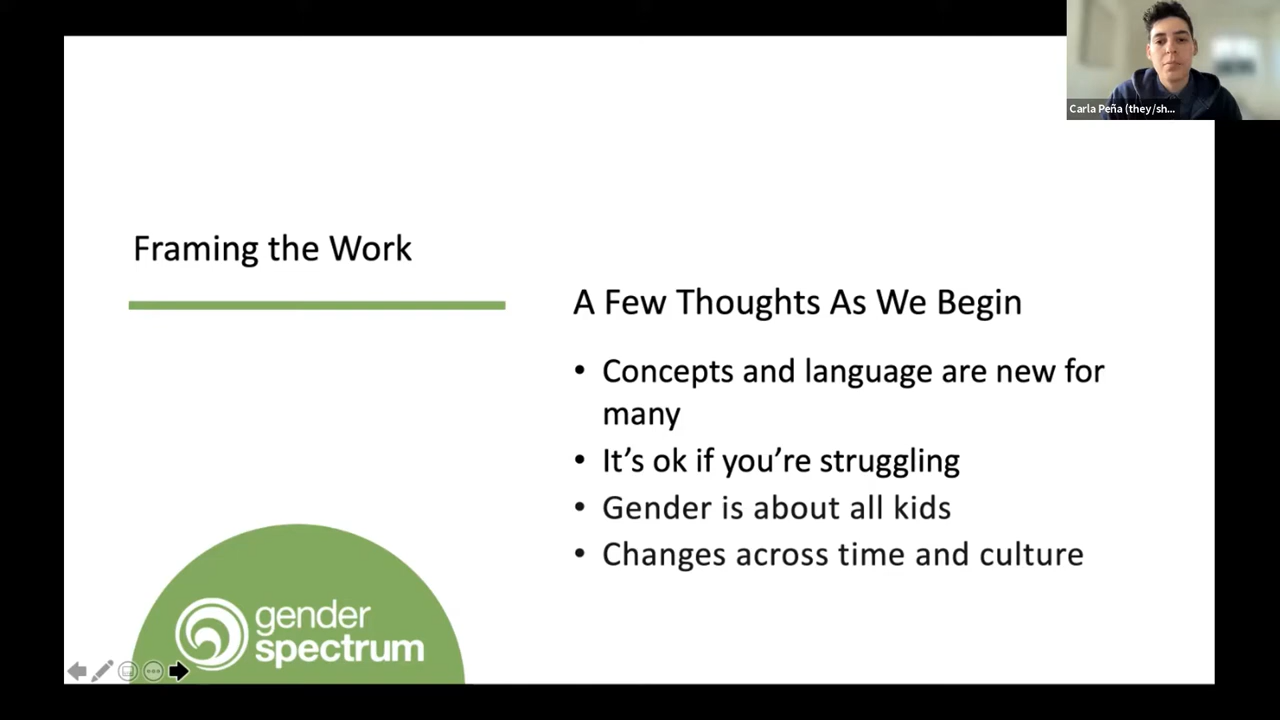 Carla Peña (they/sh...
Framing the Work
A Few Thoughts As We Begin
• Concepts and language are new for
many
• It's ok if you're struggling
• Gender is about all kids
• Changes across time and culture
gender
spectrum